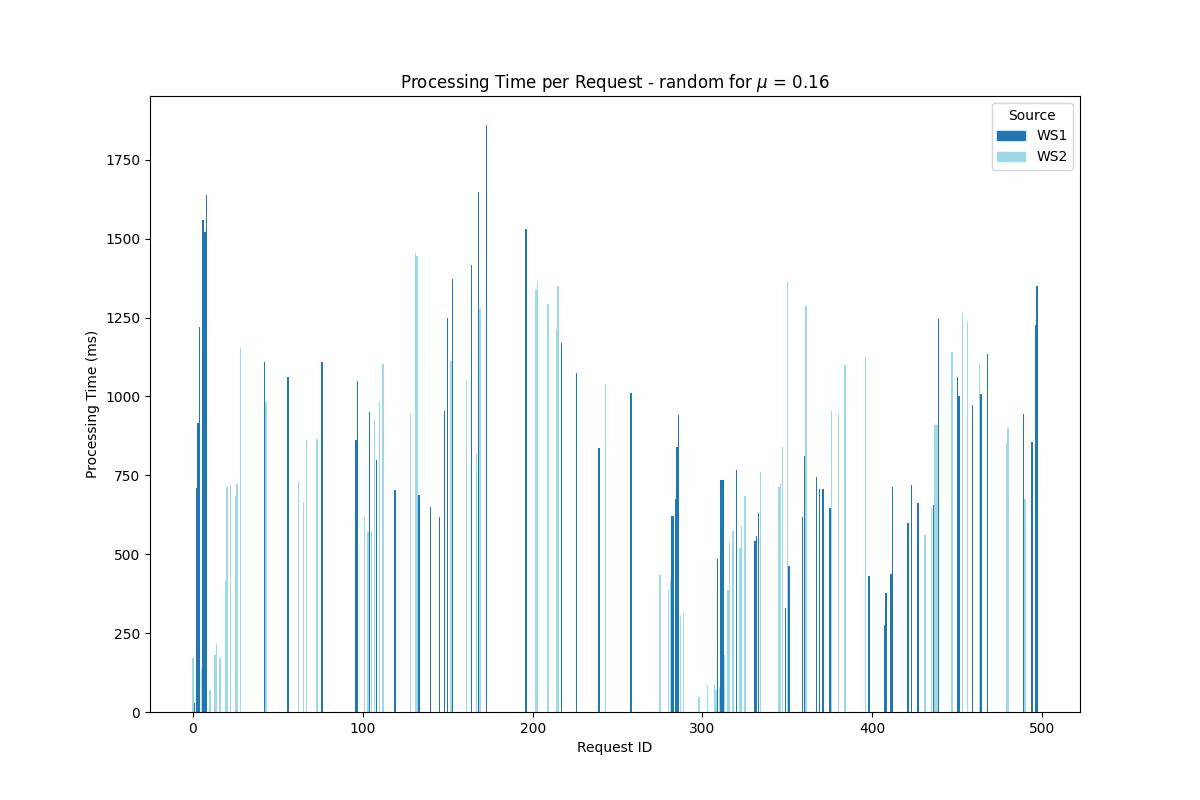 Processing Time per Request - random for μ = 0.16
Source
WS1
WS2
Processing Time (ms)
1750
1500
1250
1000
750
500
250
0
0 100 200 300 400 500
Request ID